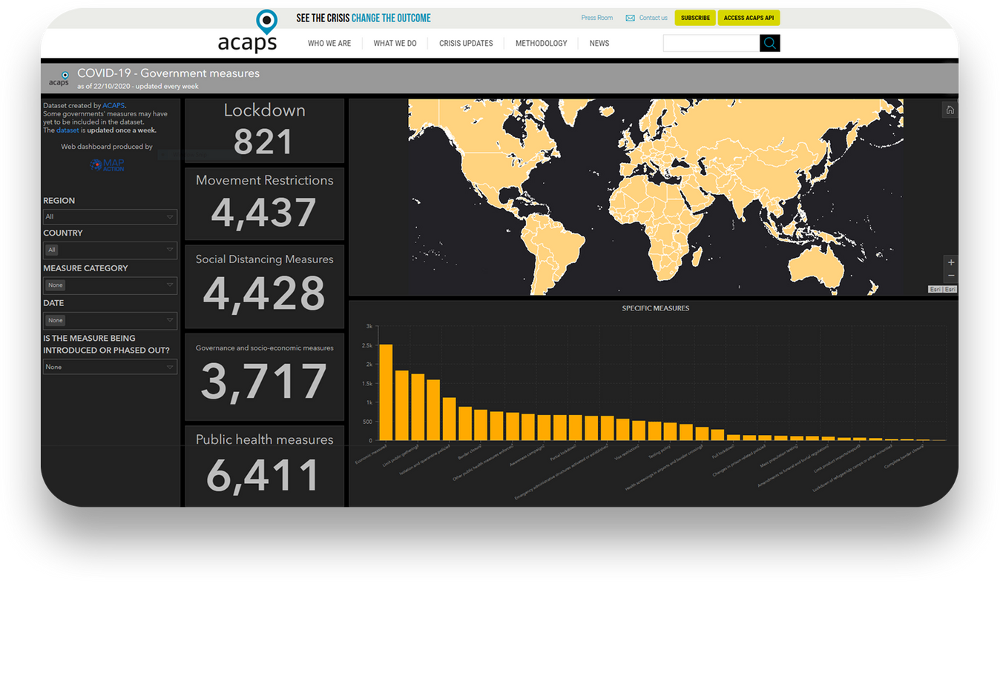 SEE THE CRISIS CHANGE THE OUTCOME
Press Room
Contact us
SUBSCRIBE
ACCESS ACAPS API
acaps
WHO WE ARE
WHAT WE DO
CRISIS UPDATES
METHODOLOGY
NEWS
acaps
COVID-19 - Government measures
as of 22/10/2020 - updated every week
Dataset created by ACAPS.
Some governments' measures may have
yet to be included in the dataset.
The dataset is updated once a week.
Web dashboard produced by
MAP
ACTION
REGION
All
COUNTRY
All
MEASURE CATEGORY
None
DATE
None
IS THE MEASURE BEING
INTRODUCED OR PHASED OUT?
None
Lockdown
821
Movement Restrictions
4,437
Social Distancing Measures
4,428
Governance and socio-economic measures
3,717
Public health measures
6,411
+
−
Esri | Esri
SPECIFIC MEASURES
3k
2.5k
2k
1.5k
1k
500
0
Economic measures
Limit public gatherings
Isolation and quarantine policies
Border closure
Other public health measures enforced
Awareness campaigns
Partial lockdown
Emergency administrative structures activated or established
Visa restrictions
Testing policy
Health screenings in airports and border crossings
Full lockdown
Changes in prison-related policies
Mass population testing
Amendments to funeral and burial regulations
Limit product imports/exports
Lockdown of refugee/idp camps or other minorities
Complete border closure